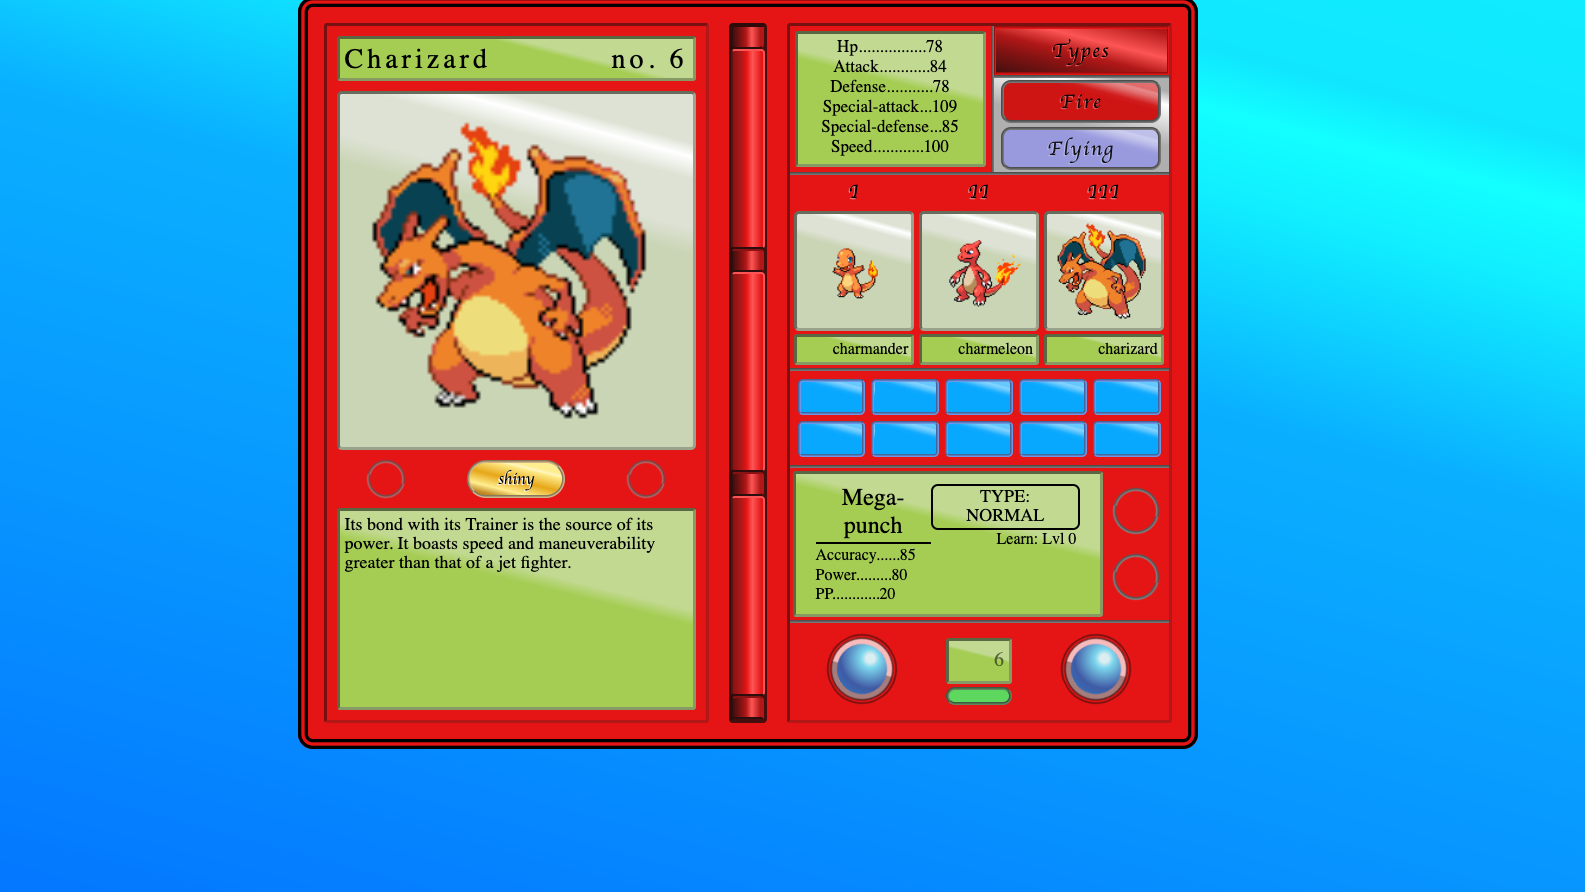 Charizard no. 6
Its bond with its Trainer is the source of its
power. It boasts speed and maneuverability
greater than that of a jet fighter.
shiny
Hp................78
Attack............84
Defense...........78
Special-attack...109
Special-defense...85
Speed............100
Types
Fire
Flying
I II III
charmander charmeleon charizard
Mega-
punch
TYPE:
NORMAL
Learn: Lvl 0
Accuracy......85
Power.........80
PP............20
6